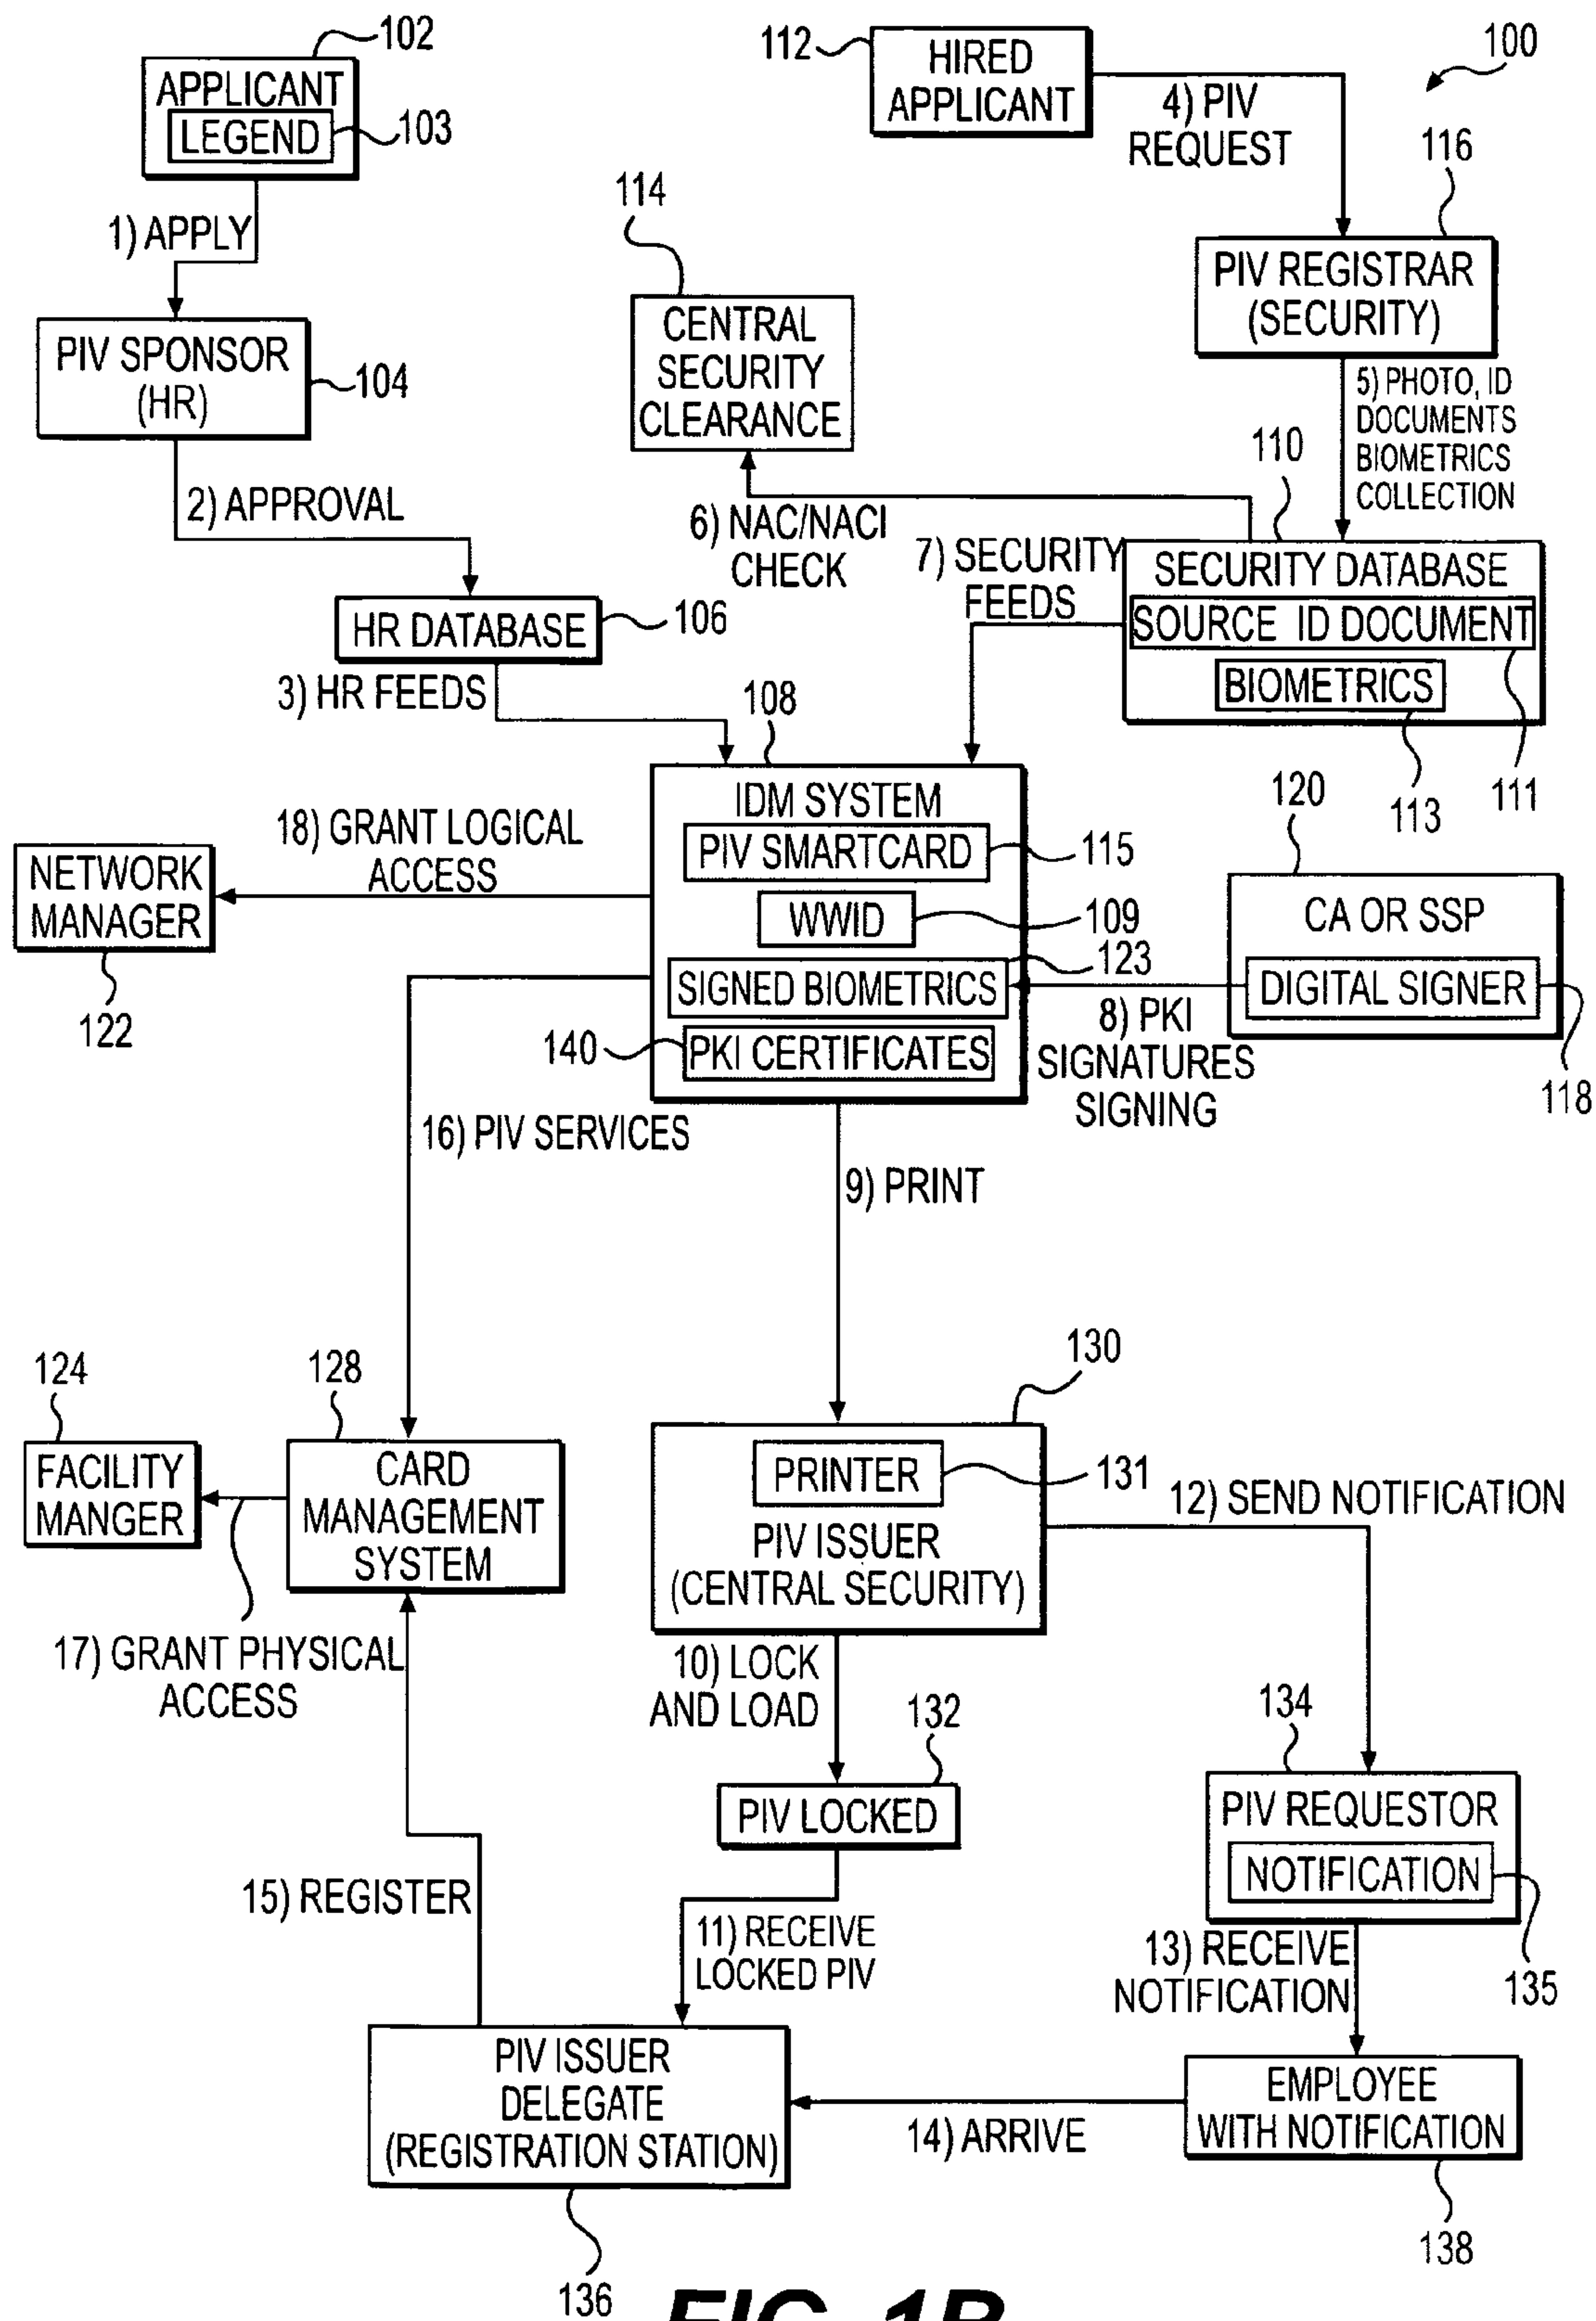 102
APPLICANT
LEGEND
103
1) APPLY
PIV SPONSOR
(HR)
104
2) APPROVAL
HR DATABASE
106
3) HR FEEDS
112
HIRED
APPLICANT
4) PIV
REQUEST
100
116
PIV REGISTRAR
(SECURITY)
114
CENTRAL
SECURITY
CLEARANCE
5) PHOTO, ID
DOCUMENTS
BIOMETRICS
COLLECTION
110
6) NAC/NACI
CHECK
7) SECURITY
FEEDS
SECURITY DATABASE
SOURCE ID DOCUMENT
BIOMETRICS
113
111
108
IDM SYSTEM
PIV SMARTCARD
115
WWID
109
SIGNED BIOMETRICS
123
140
PKI CERTIFICATES
18) GRANT LOGICAL
ACCESS
NETWORK
MANAGER
122
120
CA OR SSP
DIGITAL SIGNER
118
8) PKI
SIGNATURES
SIGNING
16) PIV SERVICES
9) PRINT
124
FACILITY
MANGER
128
CARD
MANAGEMENT
SYSTEM
17) GRANT PHYSICAL
ACCESS
130
PRINTER
131
PIV ISSUER
(CENTRAL SECURITY)
12) SEND NOTIFICATION
10) LOCK
AND LOAD
132
PIV LOCKED
134
PIV REQUESTOR
NOTIFICATION
135
15) REGISTER
11) RECEIVE
LOCKED PIV
13) RECEIVE
NOTIFICATION
PIV ISSUER
DELEGATE
(REGISTRATION STATION)
136
14) ARRIVE
EMPLOYEE
WITH NOTIFICATION
138
FIG. 1B